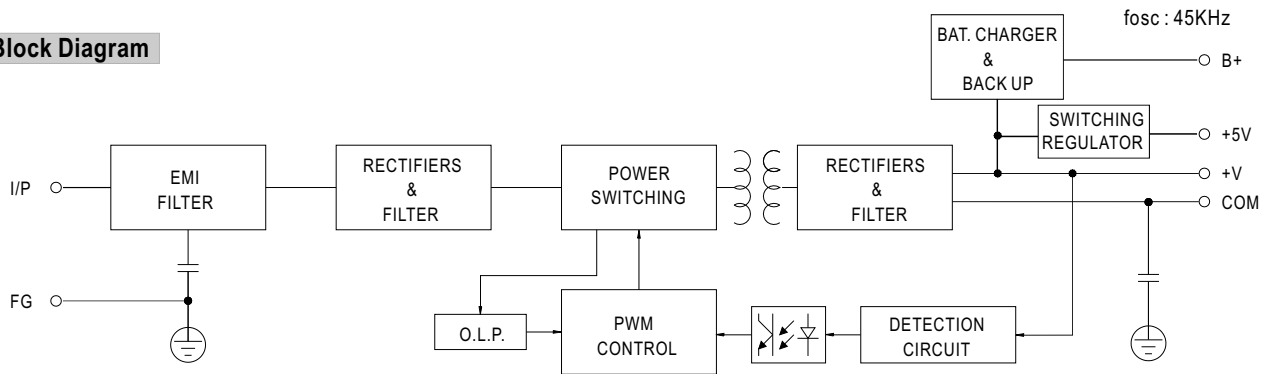 Block Diagram
fosc : 45KHz
BAT. CHARGER
&
BACK UP
B+
SWITCHING
REGULATOR
+5V
I/P
EMI
FILTER
RECTIFIERS
&
FILTER
POWER
SWITCHING
RECTIFIERS
&
FILTER
+V
COM
FG
O.L.P.
PWM
CONTROL
DETECTION
CIRCUIT